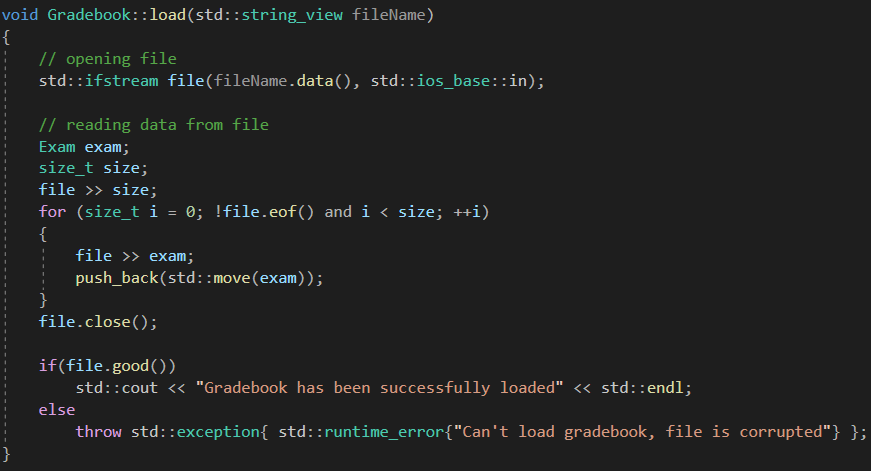 void Gradebook::load(std::string_view fileName)
{
    // opening file
    std::ifstream file(fileName.data(), std::ios_base::in);

    // reading data from file
    Exam exam;
    size_t size;
    file >> size;
    for (size_t i = 0; !file.eof() and i < size; ++i)
    {
        file >> exam;
        push_back(std::move(exam));
    }
    file.close();

    if(file.good())
        std::cout << "Gradebook has been successfully loaded" << std::endl;
    else
        throw std::exception{ std::runtime_error{"Can't load gradebook, file is corrupted"} };
}